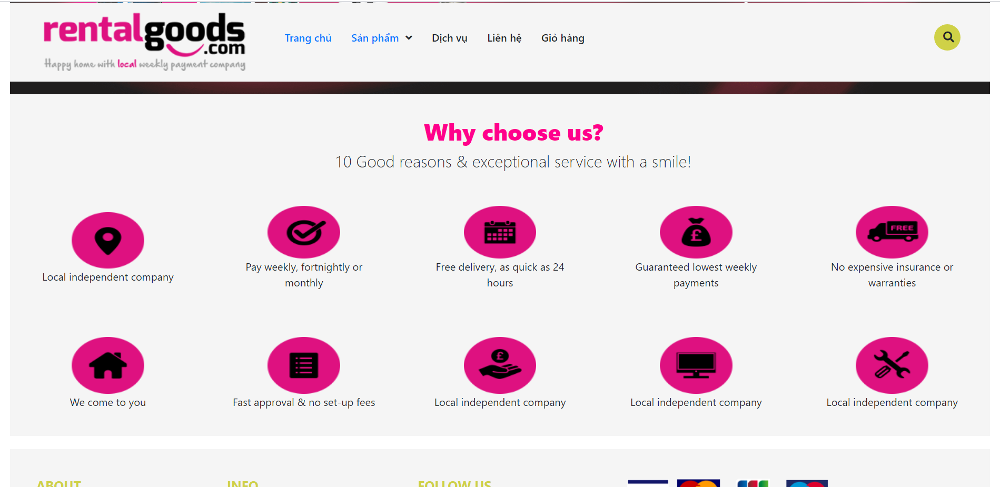 rentalgoods
.com
Happy home with local weekly payment company
Trang chủ Sản phẩm Dịch vụ Liên hệ Giỏ hàng
Why choose us?
10 Good reasons & exceptional service with a smile!
£
FREE
Local independent company
Pay weekly, fortnightly or
monthly
Free delivery, as quick as 24
hours
Guaranteed lowest weekly
payments
No expensive insurance or
warranties
£
We come to you
Fast approval & no set-up fees
Local independent company
Local independent company
Local independent company
ABOUT INFO FOLLOW US